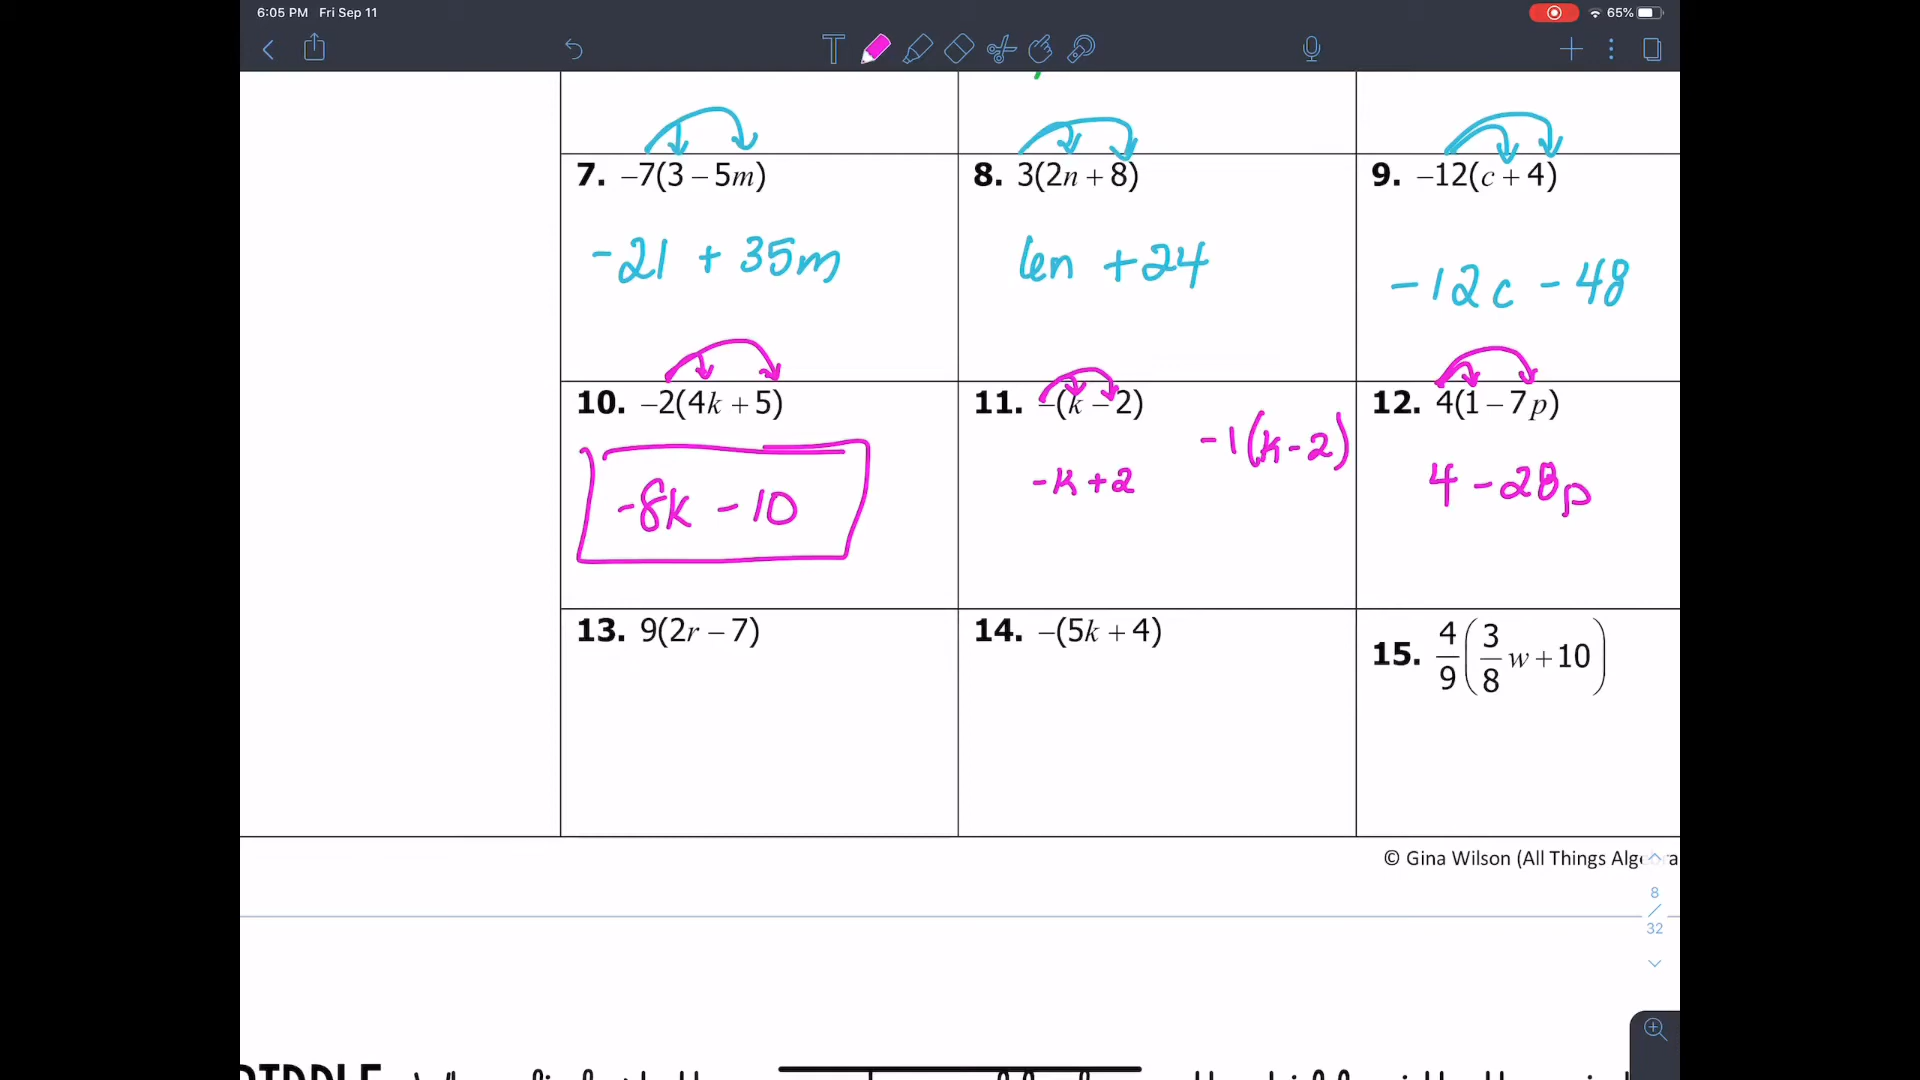 6:05 PM Fri Sep 11
65%
7. −7(3 − 5m)
8. 3(2n + 8)
9. −12(c + 4)
-21 + 35m
6n + 24
-12c - 48
10. −2(4k + 5)
11. −(k − 2)
12. 4(1 − 7p)
-1(k-2)
-8k - 10
-k + 2
4 - 28p
13. 9(2r − 7)
14. −(5k + 4)
15. 4/9(3/8 w + 10)
© Gina Wilson (All Things Alg
8
/
32